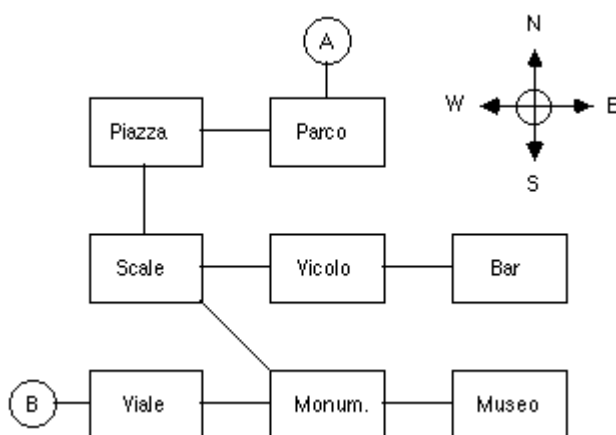 A
N
Piazza
Parco
W
E
S
Scale
Vicolo
Bar
B
Viale
Monum.
Museo